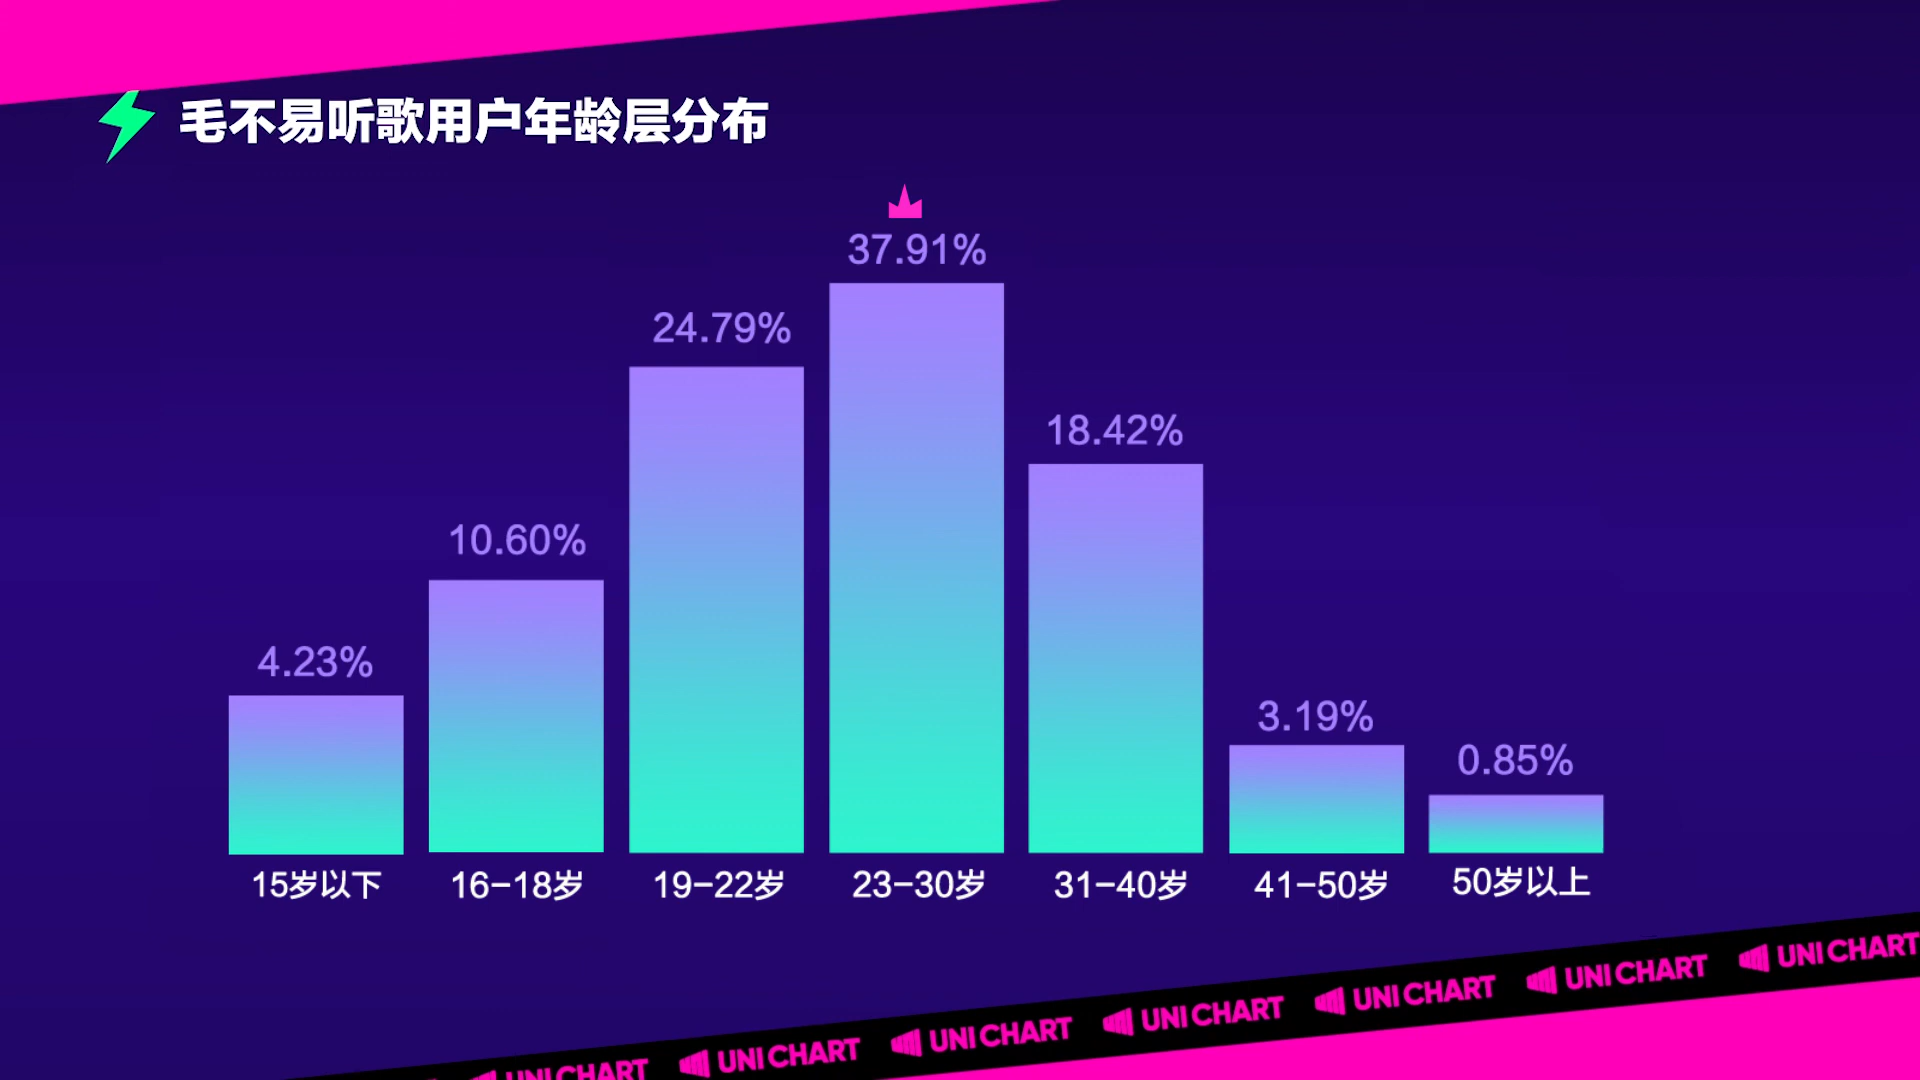 毛不易听歌用户年龄层分布
37.91%
24.79%
18.42%
10.60%
4.23%
3.19%
0.85%
15岁以下
16-18岁
19-22岁
23-30岁
31-40岁
41-50岁
50岁以上
UNI CHART
UNI CHART
UNI CHART
UNI CHART
UNI CHART
UNI CHART
UNI CHART